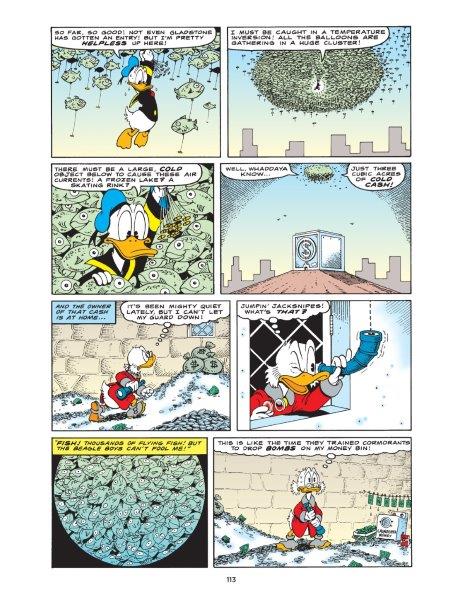 SO FAR, SO GOOD! NOT EVEN GLADSTONE
HAS GOTTEN AN ENTRY! BUT I'M PRETTY
HELPLESS UP HERE!
I MUST BE CAUGHT IN A TEMPERATURE
INVERSION! ALL THE BALLOONS ARE
GATHERING IN A HUGE CLUSTER!
THERE MUST BE A LARGE, COLD
OBJECT BELOW TO CAUSE THESE AIR
CURRENTS! A FROZEN LAKE? A
SKATING RINK?
WELL, WHADDAYA
KNOW...
JUST THREE
CUBIC ACRES OF
COLD
CASH!
$
AND THE OWNER
OF THAT CASH
IS AT HOME...
IT'S BEEN MIGHTY QUIET
LATELY, BUT I CAN'T LET
MY GUARD DOWN!
JUMPIN' JACKSNIPES!
WHAT'S THAT?
"FISH! THOUSANDS OF FLYING FISH! BUT
THE BEAGLE BOYS CAN'T FOOL ME!"
THIS IS LIKE THE TIME THEY TRAINED CORMORANTS
TO DROP BOMBS ON MY MONEY BIN!
113